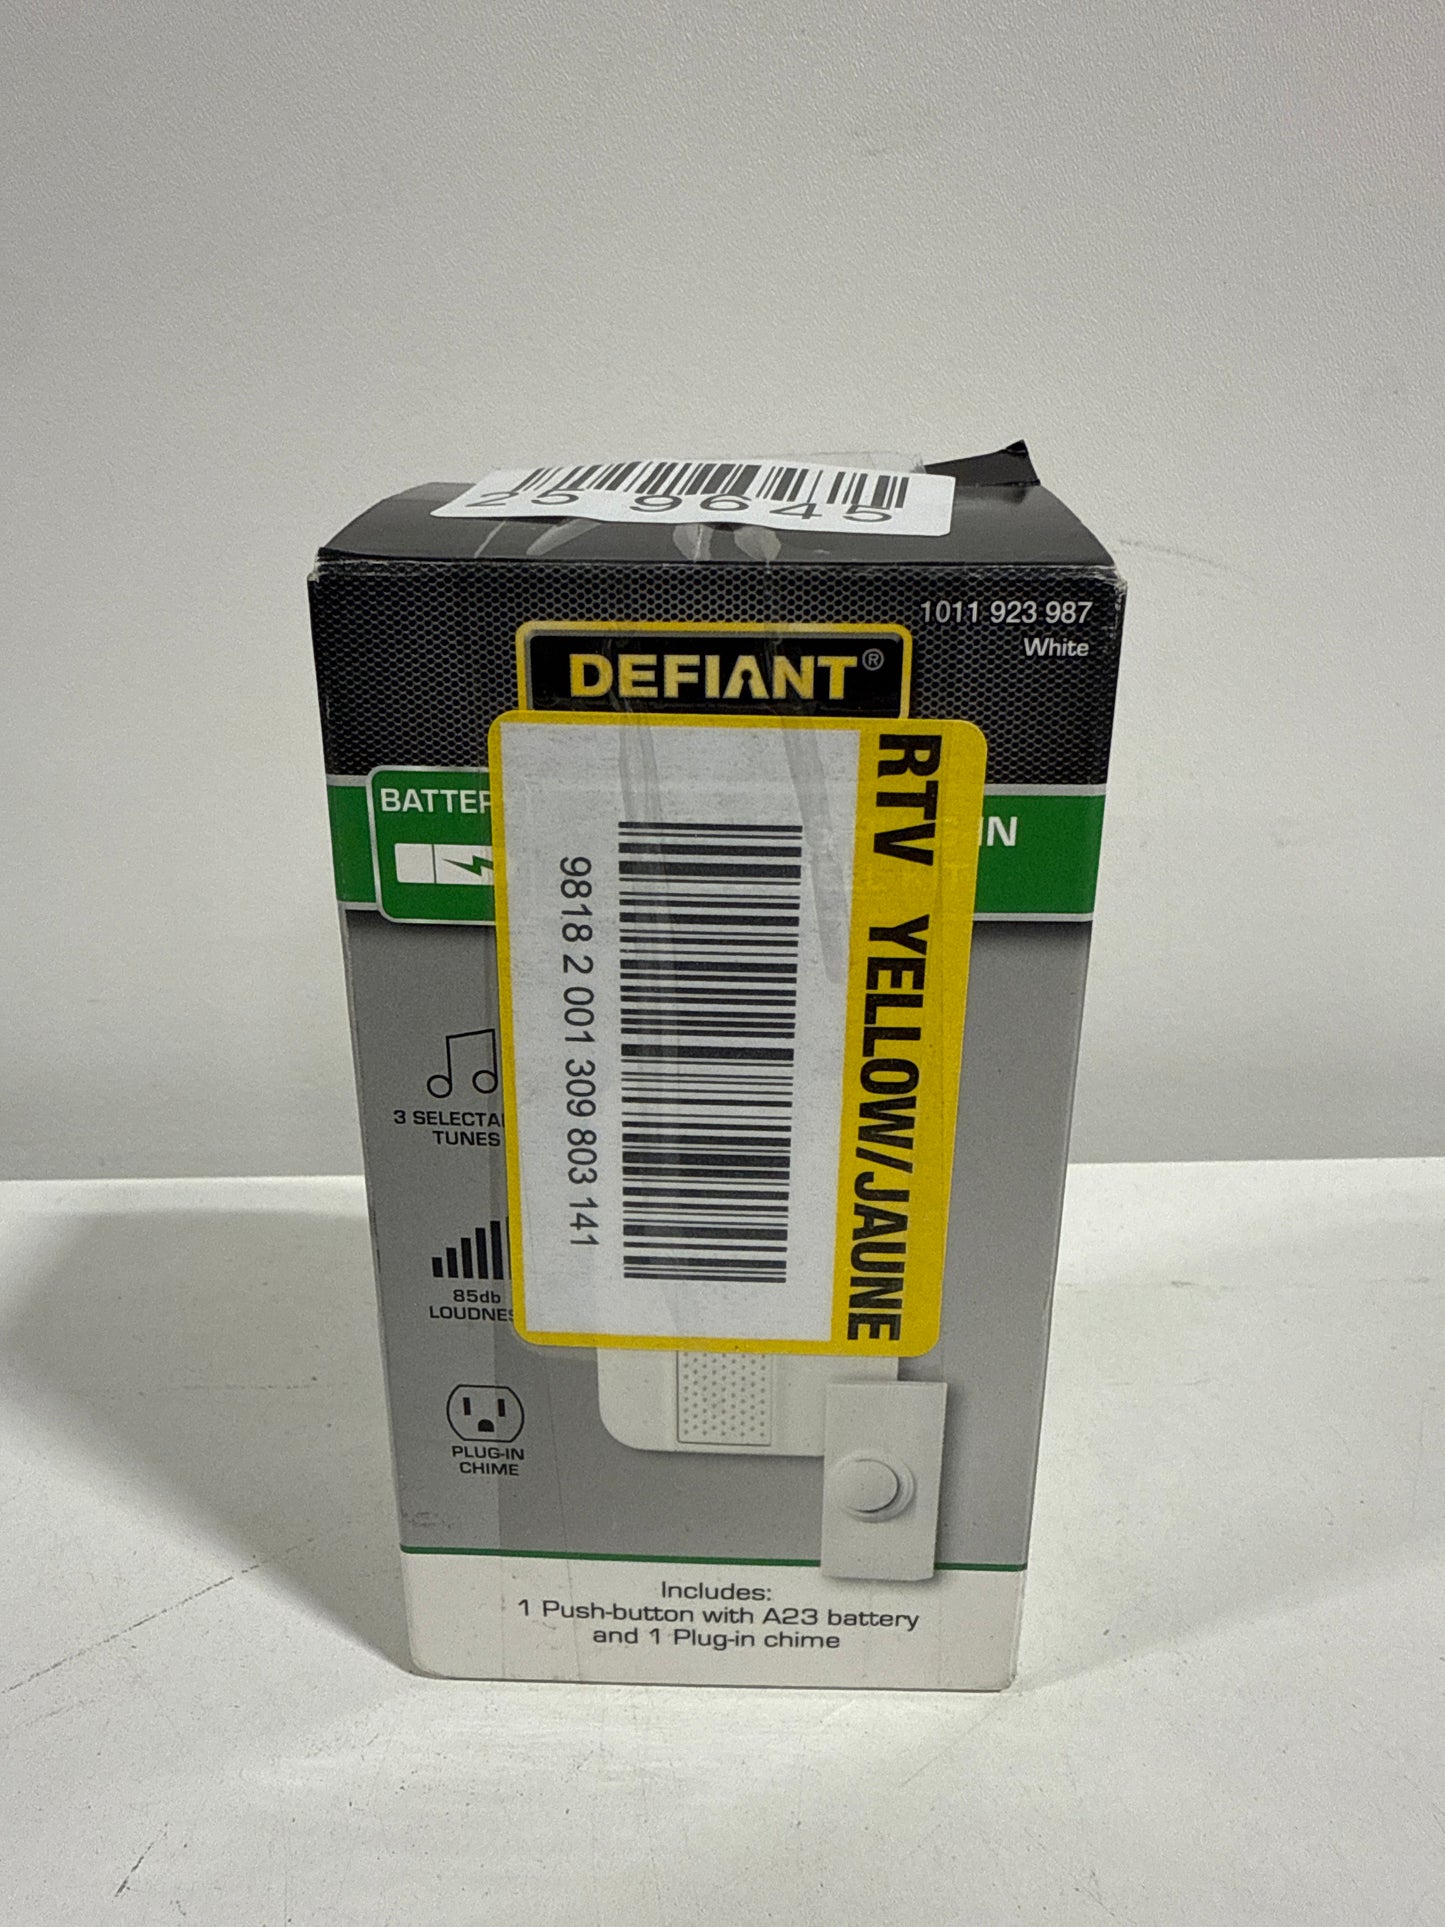 25 9645
1011 923 987
White
DEFIANT®
RTV YELLOW/JAUNE
9818 2 001 309 803 141
BATTER
IN
3 SELECTA
TUNES
85db
LOUDNES
PLUG-IN
CHIME
Includes:
1 Push-button with A23 battery
and 1 Plug-in chime